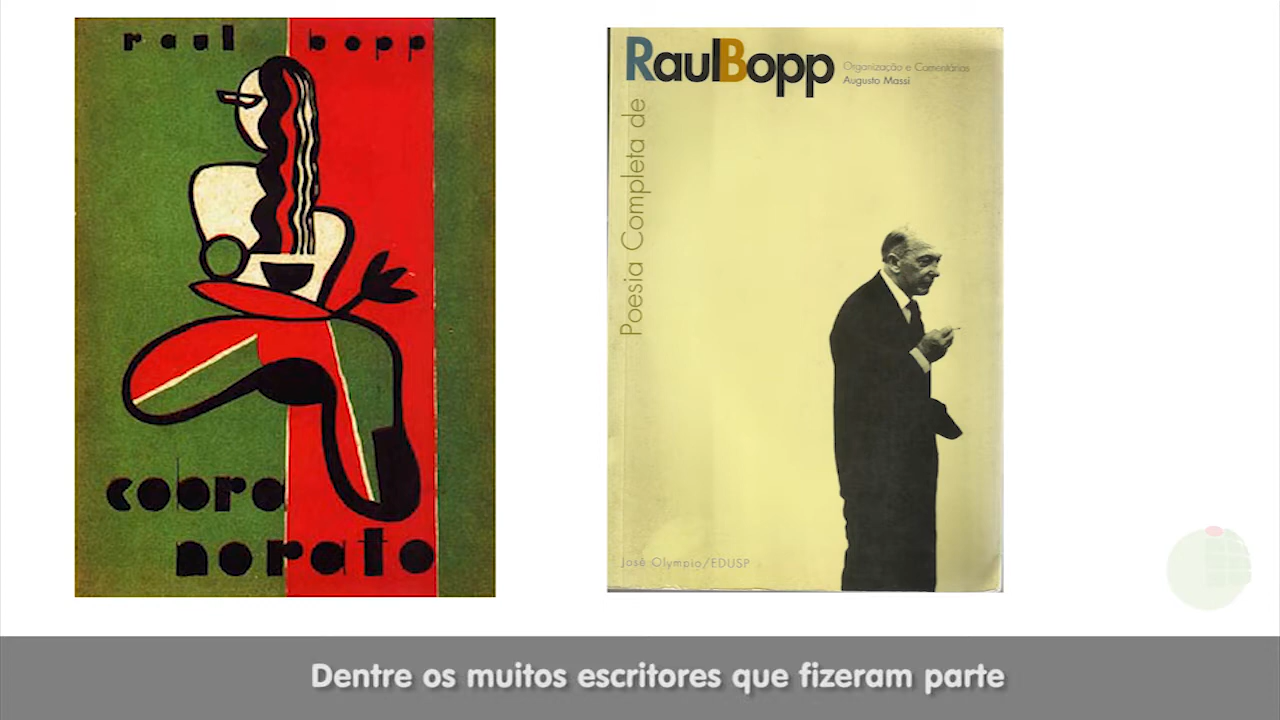 raul bopp
cobra
norato
RaulBopp
Organização e Comentários
Augusto Massi
Poesia Completa de
José Olympio/EDUSP
Dentre os muitos escritores que fizeram parte